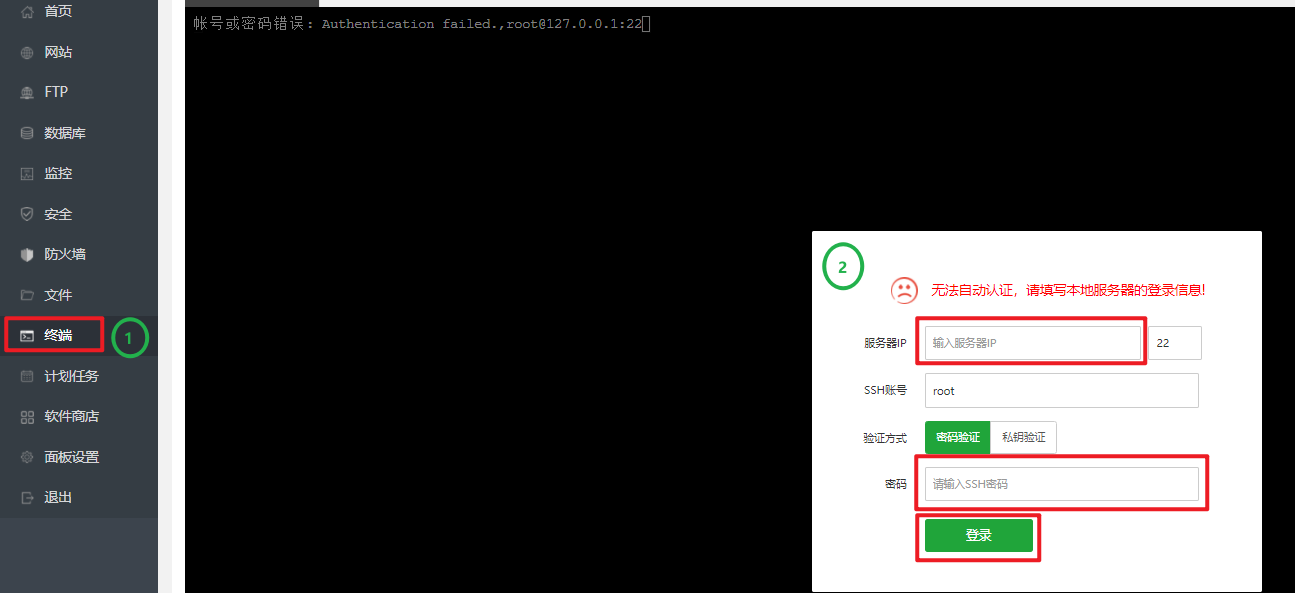 首页
网站
FTP
数据库
监控
安全
防火墙
文件
终端
1
计划任务
软件商店
面板设置
退出
帐号或密码错误: Authentication failed.,root@127.0.0.1:22
2
无法自动认证，请填写本地服务器的登录信息!
服务器IP 输入服务器IP 22
SSH账号 root
验证方式 密码验证 私钥验证
密码 请输入SSH密码
登录